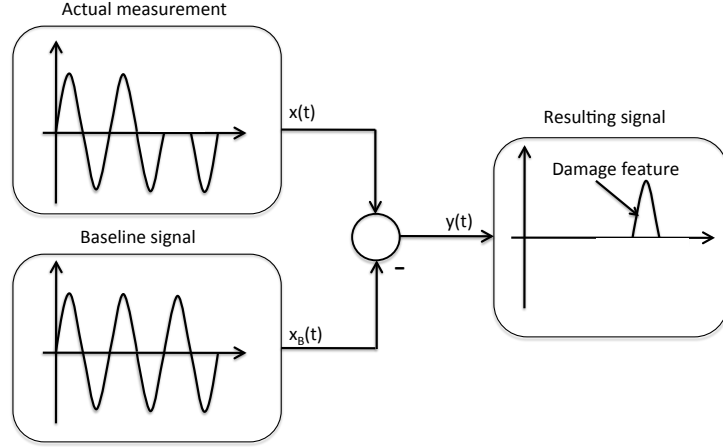 Actual measurement
x(t)
Resulting signal
Damage feature
y(t)
Baseline signal
–
x_B(t)